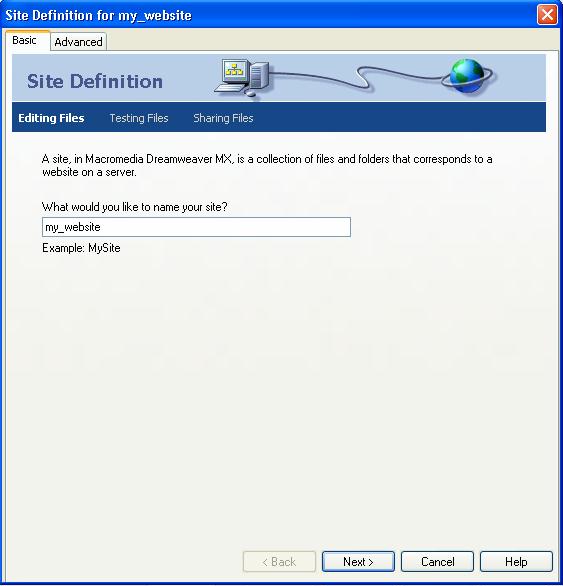 Site Definition for my_website
Basic
Advanced
Site Definition
Editing Files
Testing Files
Sharing Files
A site, in Macromedia Dreamweaver MX, is a collection of files and folders that corresponds to a
website on a server.
What would you like to name your site?
my_website
Example: MySite
< Back
Next >
Cancel
Help